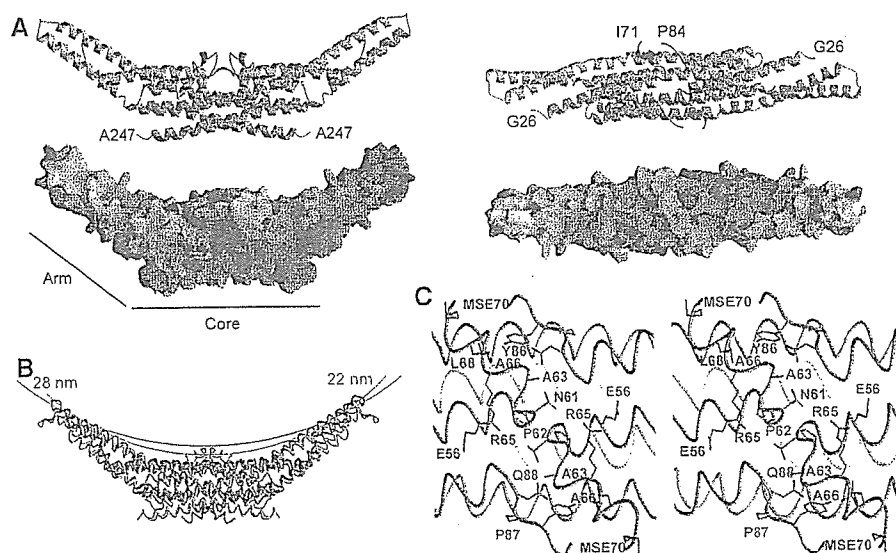 A
I71 P84
G26
G26
A247 A247
Arm
Core
B
28 nm 22 nm
C
MSE70
L68 A66 Y86
A63
N61
E56
R65
R65
P62
E56
Q88 A63
A66
P87
MSE70
MSE70
L68 A66 Y86
A63
N61
E56
R65
R65
P62
E56
Q88 A63
A66
P87
MSE70